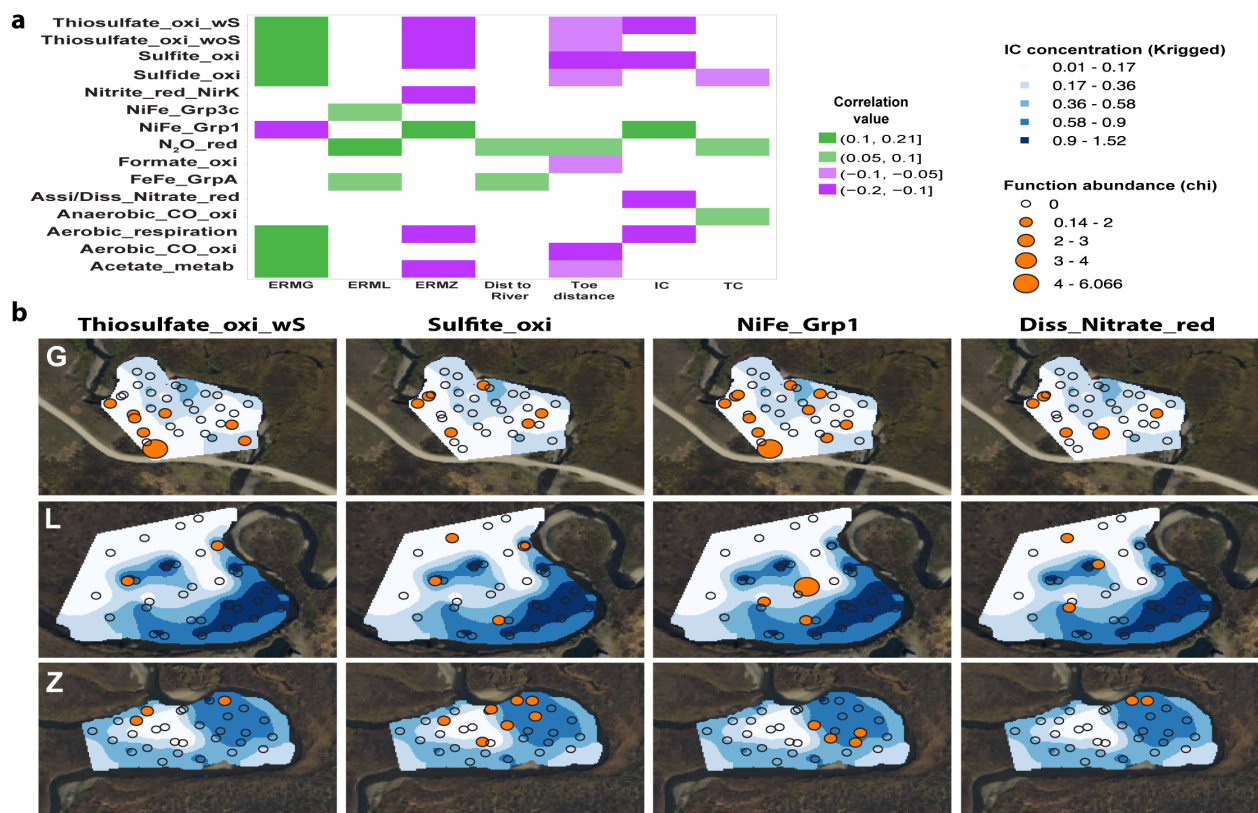 a
Thiosulfate_oxi_wS
Thiosulfate_oxi_woS
Sulfite_oxi
Sulfide_oxi
Nitrite_red_NirK
NiFe_Grp3c
NiFe_Grp1
N₂O_red
Formate_oxi
FeFe_GrpA
Assi/Diss_Nitrate_red
Anaerobic_CO_oxi
Aerobic_respiration
Aerobic_CO_oxi
Acetate_metab
ERMG ERML ERMZ Dist to River Toe distance IC TC
Correlation
value
(0.1, 0.21]
(0.05, 0.1]
(−0.1, −0.05]
(−0.2, −0.1]
IC concentration (Krigged)
0.01 - 0.17
0.17 - 0.36
0.36 - 0.58
0.58 - 0.9
0.9 - 1.52
Function abundance (chi)
0
0.14 - 2
2 - 3
3 - 4
4 - 6.066
b
Thiosulfate_oxi_wS Sulfite_oxi NiFe_Grp1 Diss_Nitrate_red
G
L
Z